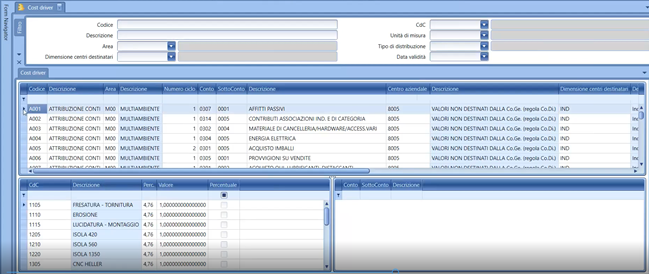 Cost driver
Form Navigator
Filtro
Codice
CdC
Descrizione
Unità di misura
Area
Tipo di distribuzione
Dimensione centri destinatari
Data validità
Cost driver
Codice Descrizione Area Descrizione Numero ciclo Conto SottoConto Descrizione Centro aziendale Descrizione Dimensione centri destinatari De
A001 ATTRIBUZIONE CONTI M00 MULTIAMBIENTE 1 0307 0001 AFFITTI PASSIVI 8005 VALORI NON DESTINATI DALLA Co.Ge. (regola Co.Di.) IND Ind
A002 ATTRIBUZIONE CONTI M00 MULTIAMBIENTE 1 0314 0004 CONTRIBUTI ASSOCIAZIONI IND. E DI CATEGORIA 8005 VALORI NON DESTINATI DALLA Co.Ge. (regola Co.Di.) IND Ind
A003 ATTRIBUZIONE CONTI M00 MULTIAMBIENTE 1 0302 0004 MATERIALE DI CANCELLERIA/HARDWARE/ACCESS.VARI 8005 VALORI NON DESTINATI DALLA Co.Ge. (regola Co.Di.) IND Ind
A004 ATTRIBUZIONE CONTI M00 MULTIAMBIENTE 1 0304 0005 ENERGIA ELETTRICA 8005 VALORI NON DESTINATI DALLA Co.Ge. (regola Co.Di.) IND Ind
A005 ATTRIBUZIONE CONTI M00 MULTIAMBIENTE 2 0301 0005 ACQUISTO IMBALLI 8005 VALORI NON DESTINATI DALLA Co.Ge. (regola Co.Di.) IND Ind
A006 ATTRIBUZIONE CONTI M00 MULTIAMBIENTE 1 0305 0001 PROVVIGIONI SU VENDITE 8005 VALORI NON DESTINATI DALLA Co.Ge. (regola Co.Di.) IND Ind
CdC Descrizione Perc. Valore Percentuale
Conto SottoConto Descrizione
1105 FRESATURA - TORNITURA 4,76 1,000000000000000
1110 EROSIONE 4,76 1,000000000000000
1115 LUCIDATURA - MONTAGGIO 4,76 1,000000000000000
1205 ISOLA 420 4,76 1,000000000000000
1210 ISOLA 560 4,76 1,000000000000000
1220 ISOLA 1350 4,76 1,000000000000000
1305 CNC HELLER 4,76 1,000000000000000